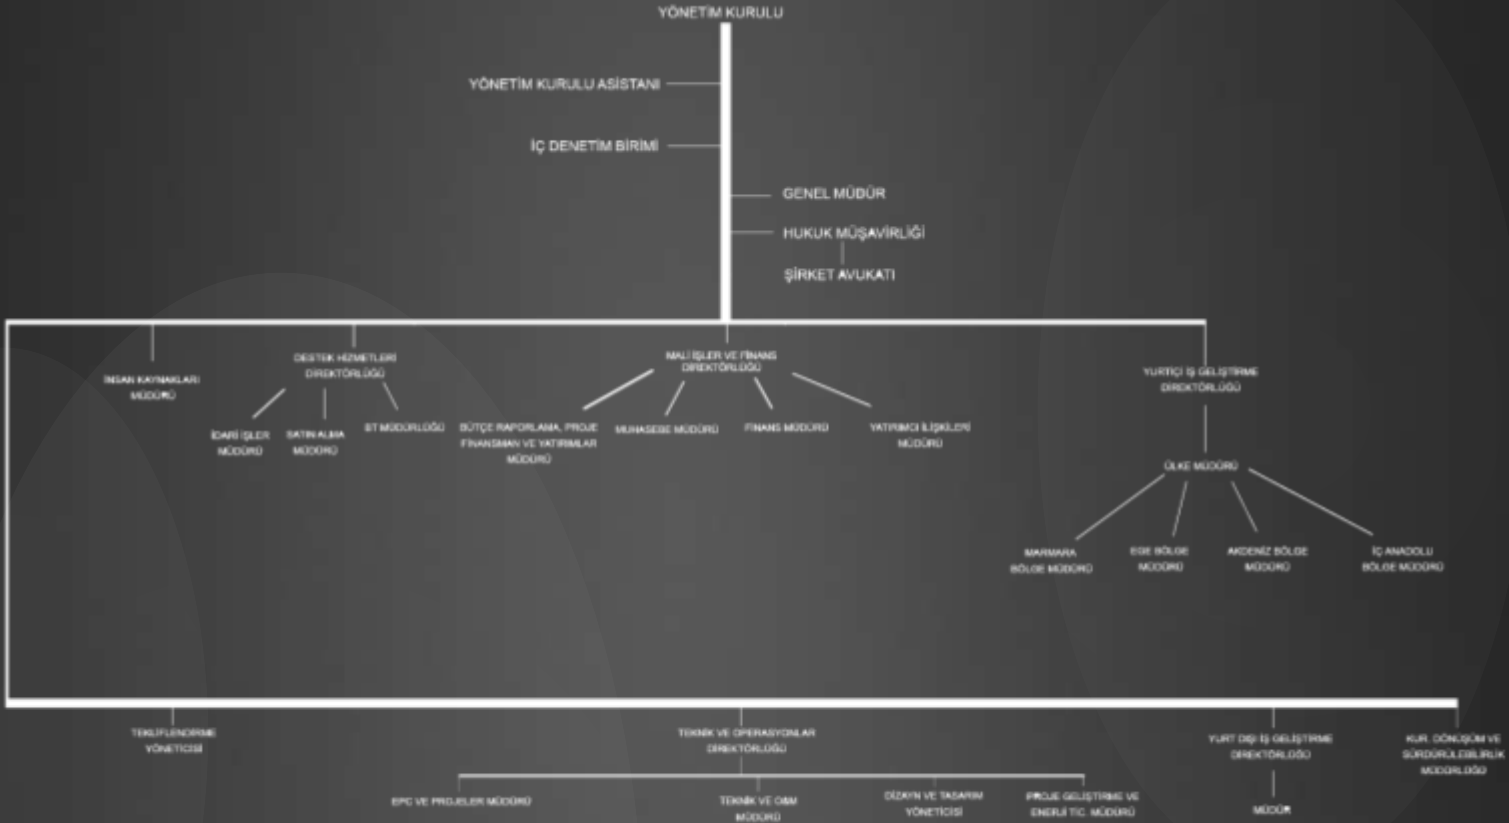 YÖNETİM KURULU
YÖNETİM KURULU ASİSTANI
İÇ DENETİM BİRİMİ
GENEL MÜDÜR
HUKUK MÜŞAVİRLİĞİ
ŞİRKET AVUKATI
İNSAN KAYNAKLARI
MÜDÜRÜ
DESTEK HİZMETLERİ
DİREKTÖRLÜĞÜ
İDARİ İŞLER
MÜDÜRÜ
SATIN ALMA
MÜDÜRÜ
BT MÜDÜRLÜĞÜ
MALİ İŞLER VE FİNANS
DİREKTÖRLÜĞÜ
BÜTÇE RAPORLAMA, PROJE
FİNANSMAN VE YATIRIMLAR
MÜDÜRÜ
MUHASEBE MÜDÜRÜ
FİNANS MÜDÜRÜ
YATIRIMCI İLİŞKİLERİ
MÜDÜRÜ
YURTİÇİ İŞ GELİŞTİRME
DİREKTÖRLÜĞÜ
ÜLKE MÜDÜRÜ
MARMARA
BÖLGE MÜDÜRÜ
EGE BÖLGE
MÜDÜRÜ
AKDENİZ BÖLGE
MÜDÜRÜ
İÇ ANADOLU
BÖLGE MÜDÜRÜ
TEKLİFLENDİRME
YÖNETİCİSİ
TEKNİK VE OPERASYONLAR
DİREKTÖRLÜĞÜ
EPC VE PROJELER MÜDÜRÜ
TEKNİK VE O&M
MÜDÜRÜ
DİZAYN VE TASARIM
YÖNETİCİSİ
PROJE GELİŞTİRME VE
ENERJİ TİC. MÜDÜRÜ
YURT DIŞI İŞ GELİŞTİRME
DİREKTÖRLÜĞÜ
MÜDÜR
KUR. DÖNÜŞÜM VE
SÜRDÜRÜLEBİLİRLİK
MÜDÜRLÜĞÜ